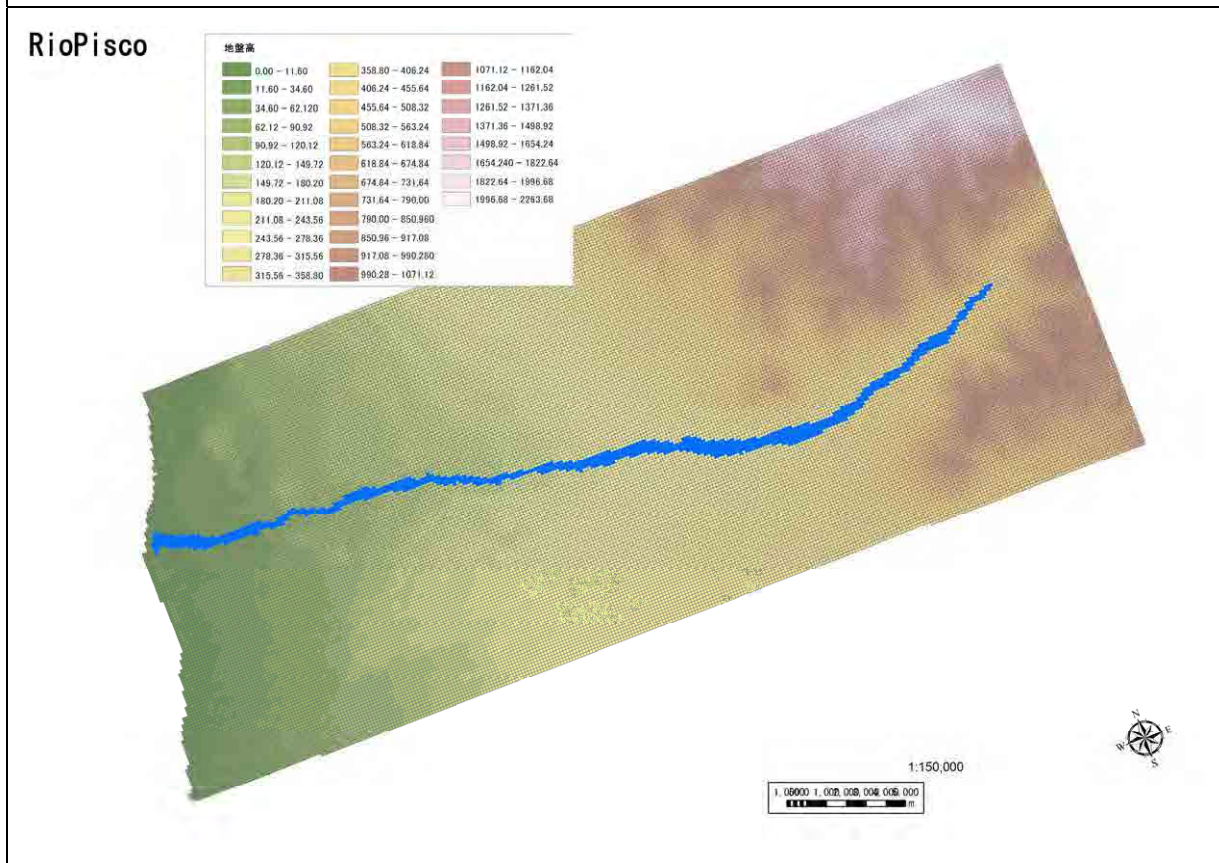 RioPisco
地盤高
0.00 - 11.60
11.60 - 34.60
34.60 - 62.120
62.12 - 90.92
90.92 - 120.12
120.12 - 149.72
149.72 - 180.20
180.20 - 211.08
211.08 - 243.56
243.56 - 278.36
278.36 - 315.56
315.56 - 358.80
358.80 - 406.24
406.24 - 455.64
455.64 - 508.32
508.32 - 563.24
563.24 - 618.84
618.84 - 674.84
674.84 - 731.64
731.64 - 790.00
790.00 - 850.960
850.96 - 917.08
917.08 - 990.280
990.28 - 1071.12
1071.12 - 1162.04
1162.04 - 1261.52
1261.52 - 1371.36
1371.36 - 1498.92
1498.92 - 1654.24
1654.240 - 1822.64
1822.64 - 1996.68
1996.68 - 2263.68
N
E
W
S
1:150,000
m